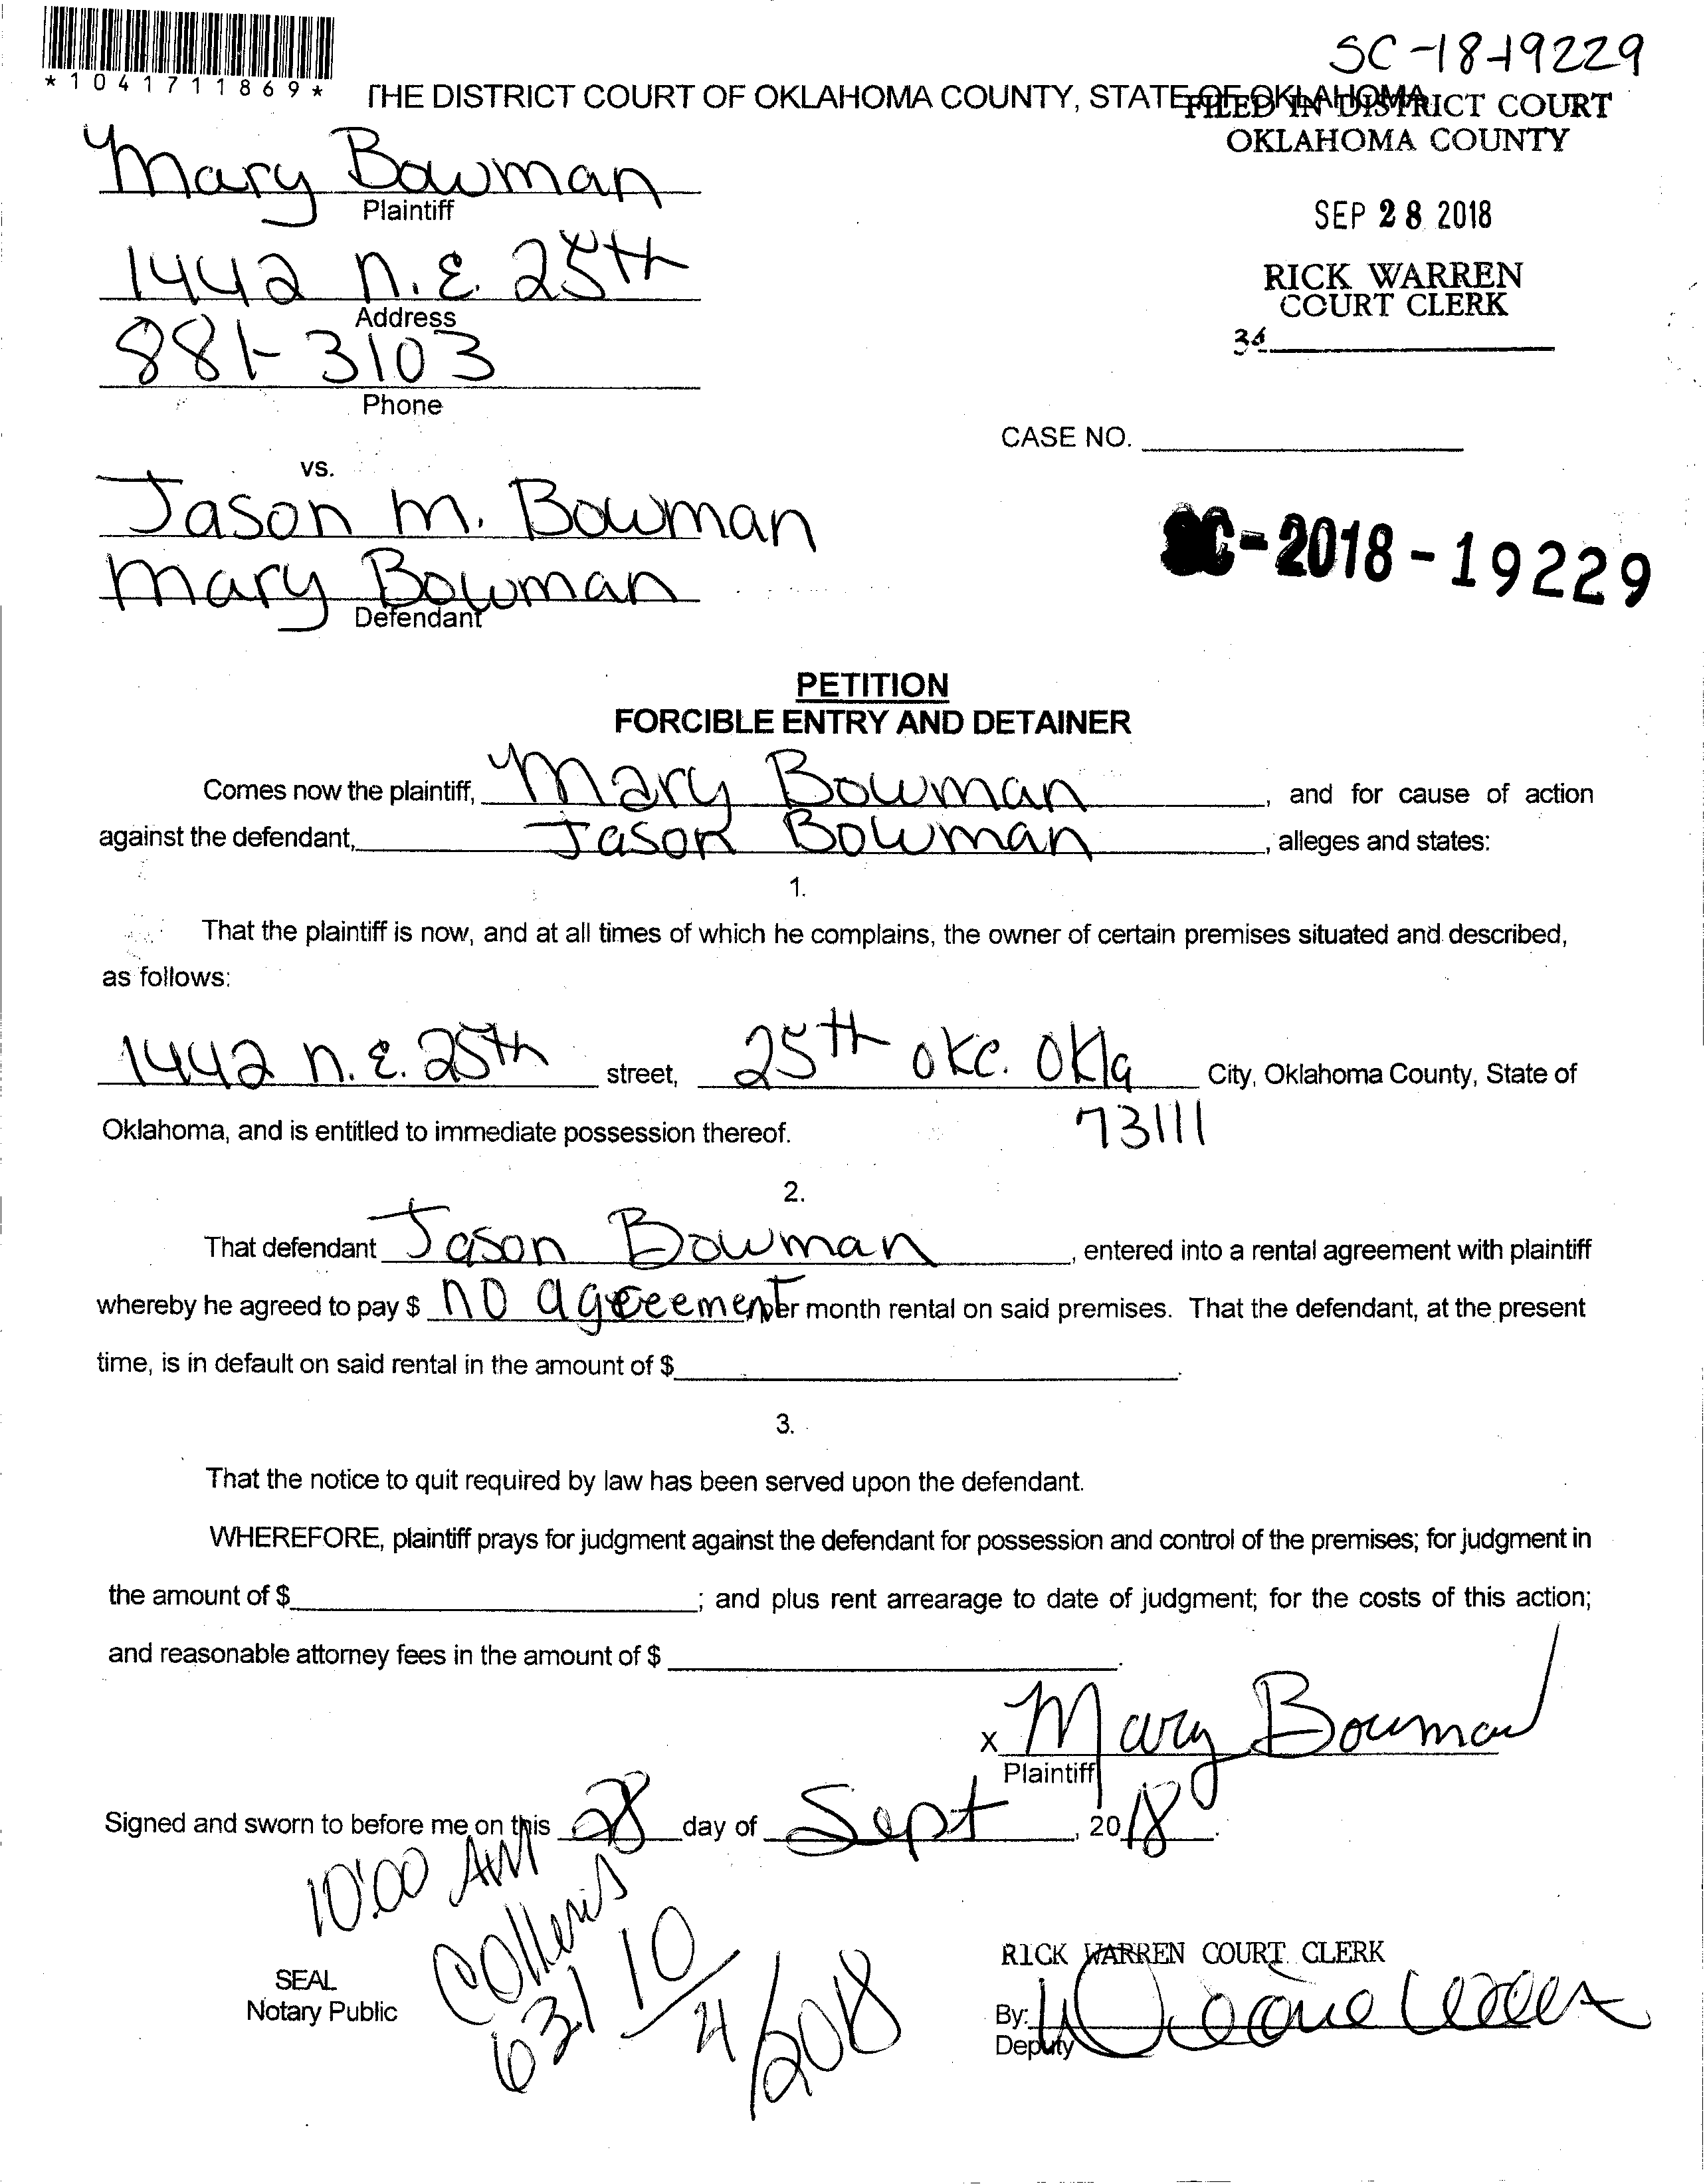 SC-18-19229
*1041711869*
THE DISTRICT COURT OF OKLAHOMA COUNTY, STATE OF OKLAHOMA
FILED IN DISTRICT COURT
OKLAHOMA COUNTY
Mary Bowman
Plaintiff
SEP 28 2018
1442 n.E. 25th
Address
RICK WARREN
COURT CLERK
881-3103
Phone
CASE NO.
vs.
Jason M. Bowman
SC-2018-19229
Mary Bowman
Defendant
PETITION
FORCIBLE ENTRY AND DETAINER
Comes now the plaintiff, Mary Bowman, and for cause of action
against the defendant, Jason Bowman, alleges and states:
1.
That the plaintiff is now, and at all times of which he complains, the owner of certain premises situated and described,
as follows:
1442 n.E. 25th street, 25th OKC. Okla City, Oklahoma County, State of
Oklahoma, and is entitled to immediate possession thereof. 73111
2.
That defendant Jason Bowman, entered into a rental agreement with plaintiff
whereby he agreed to pay $ no agreement per month rental on said premises. That the defendant, at the present
time, is in default on said rental in the amount of $
3.
That the notice to quit required by law has been served upon the defendant.
WHEREFORE, plaintiff prays for judgment against the defendant for possession and control of the premises; for judgment in
the amount of $ ; and plus rent arrearage to date of judgment; for the costs of this action;
and reasonable attorney fees in the amount of $ .
x Mary Bowman
Plaintiff
Signed and sworn to before me on this 28 day of Sept, 2018.
10:00 AM
631 10/4/2018
RICK WARREN COURT CLERK
SEAL
Notary Public
By:
Deputy